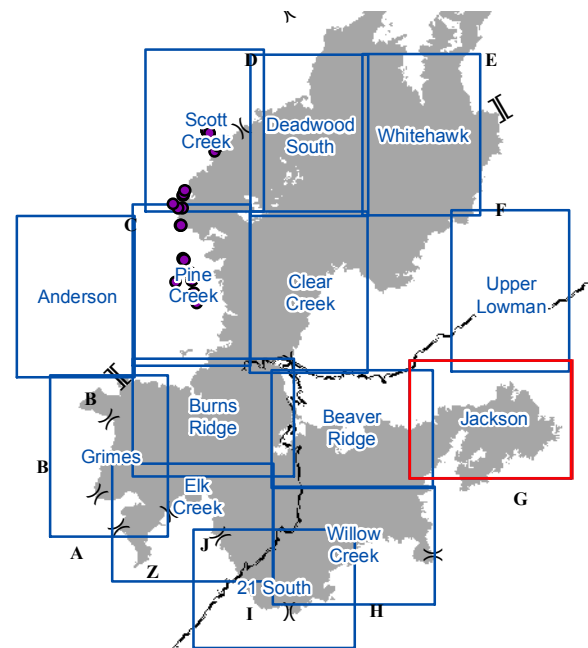 D
E
Scott
Creek
Deadwood
South
Whitehawk
C
F
Anderson
Pine
Creek
Clear
Creek
Upper
Lowman
B
Burns
Ridge
Beaver
Ridge
Jackson
B
Grimes
G
Elk
Creek
A
J
Willow
Creek
Z
21 South
I
H